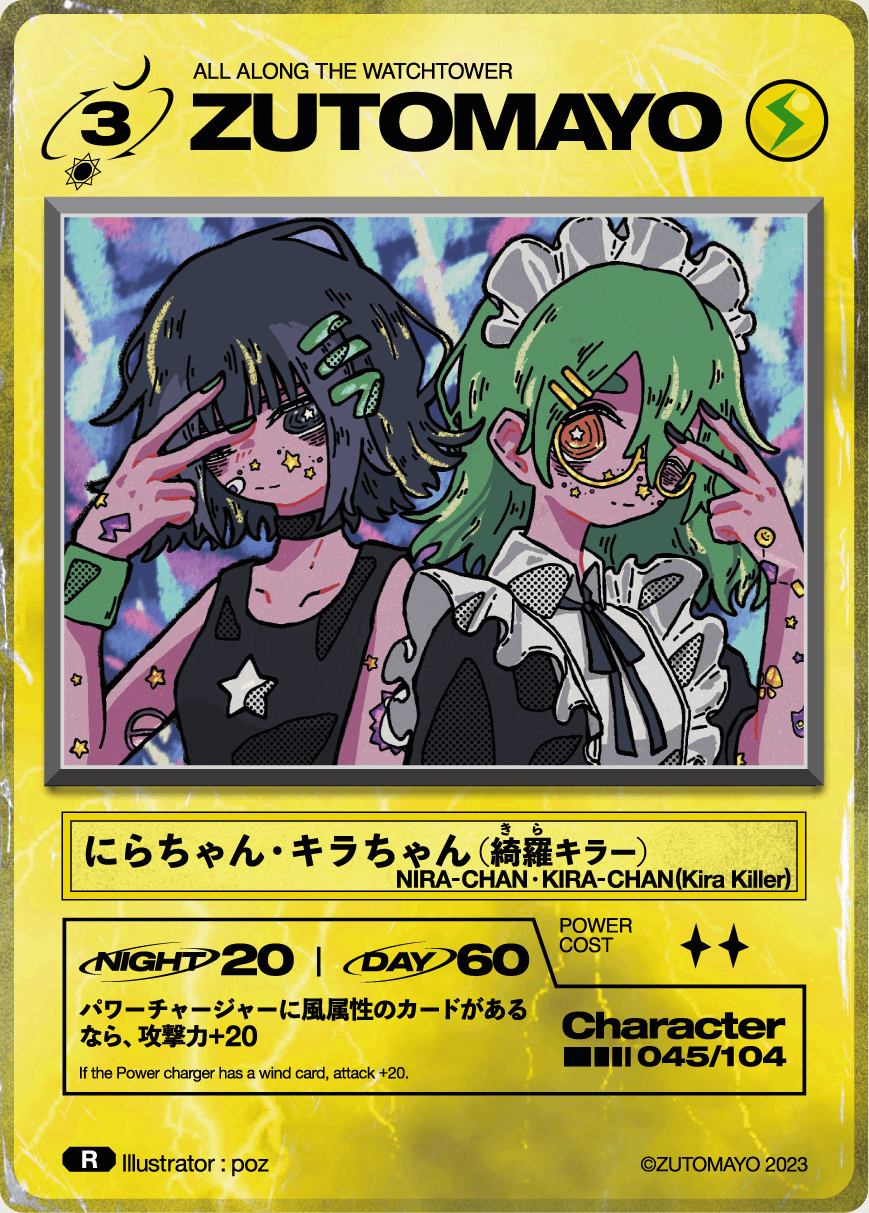 ALL ALONG THE WATCHTOWER
3
ZUTOMAYO
きら
にらちゃん・キラちゃん（綺羅キラー）
NIRA-CHAN・KIRA-CHAN(Kira Killer)
NIGHT 20 | DAY 60
POWER
COST
パワーチャージャーに風属性のカードがある
なら、攻撃力+20
If the Power charger has a wind card, attack +20.
Character
045/104
R Illustrator : poz
©ZUTOMAYO 2023